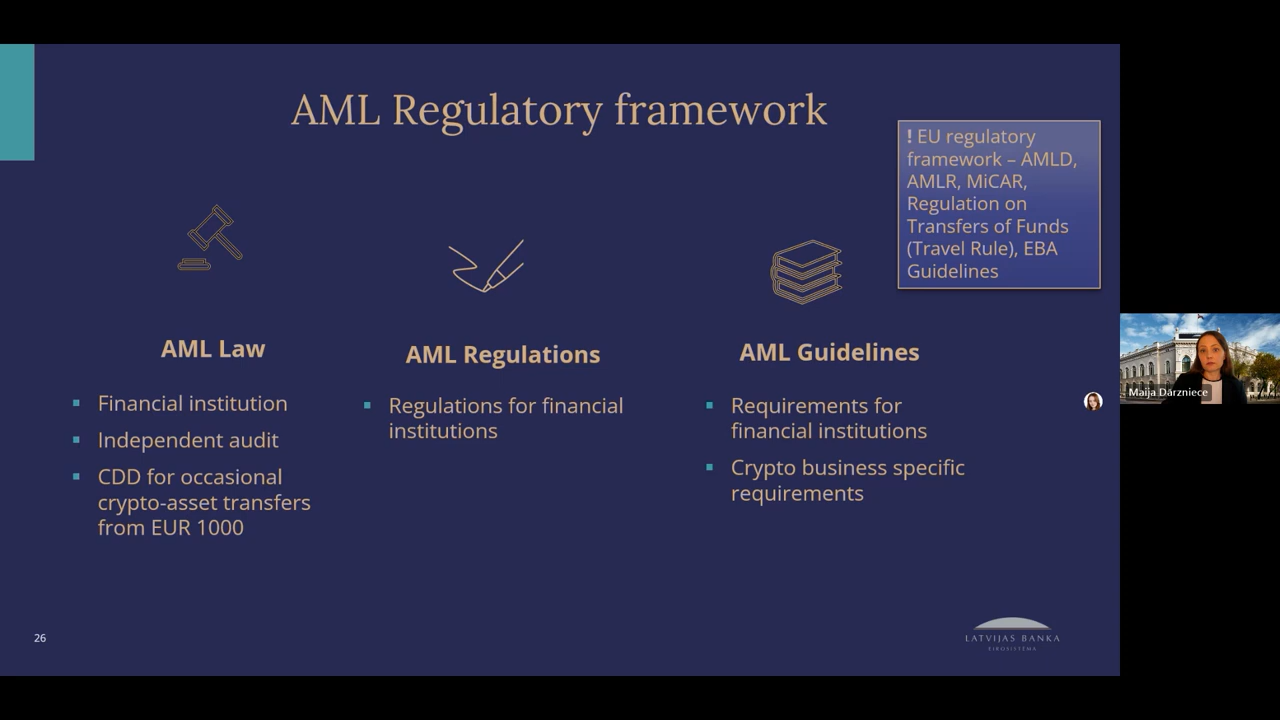 AML Regulatory framework
! EU regulatory
framework – AMLD,
AMLR, MiCAR,
Regulation on
Transfers of Funds
(Travel Rule), EBA
Guidelines
AML Law
Financial institution
Independent audit
CDD for occasional
crypto-asset transfers
from EUR 1000
AML Regulations
Regulations for financial
institutions
AML Guidelines
Requirements for
financial institutions
Crypto business specific
requirements
Maija Dārzniece
26
LATVIJAS BANKA
EIROSISTĒMA